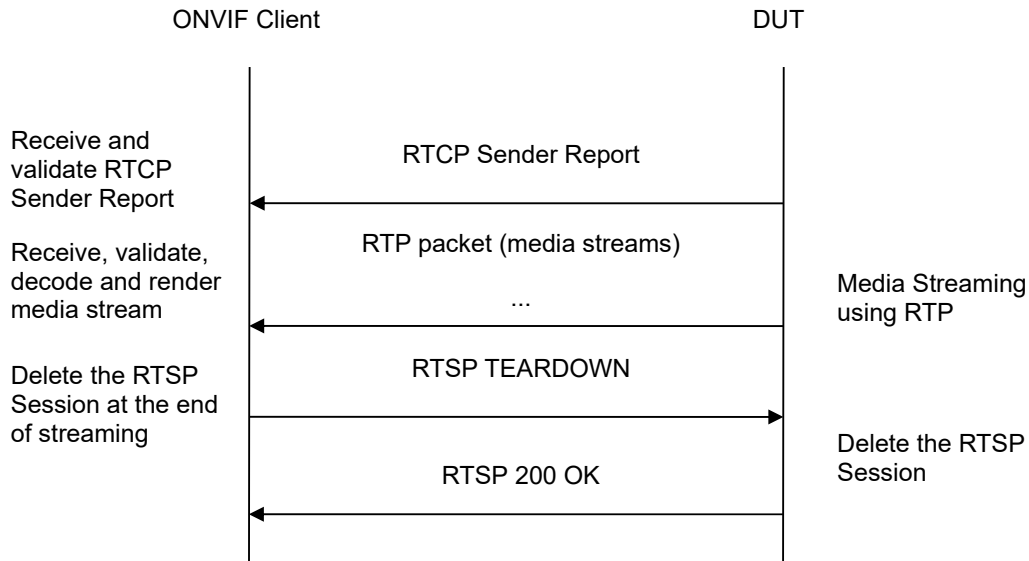 ONVIF Client
DUT
Receive and
validate RTCP
Sender Report
RTCP Sender Report
Receive, validate,
decode and render
media stream
RTP packet (media streams)
...
Media Streaming
using RTP
Delete the RTSP
Session at the end
of streaming
RTSP TEARDOWN
Delete the RTSP
Session
RTSP 200 OK